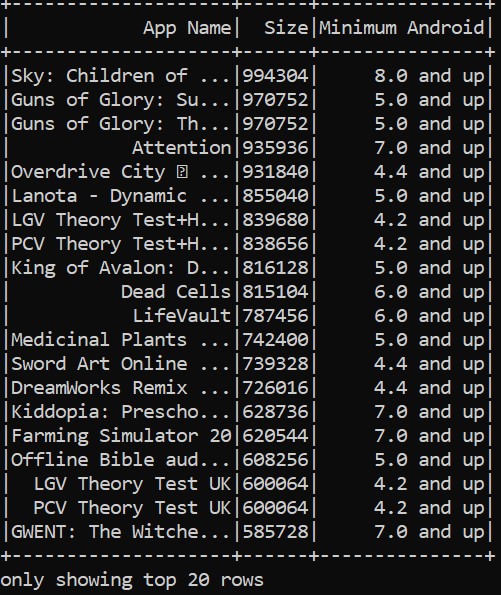 +--------------------+------+---------------+
|            App Name|  Size|Minimum Android|
+--------------------+------+---------------+
|Sky: Children of ...|994304|     8.0 and up|
|Guns of Glory: Su...|970752|     5.0 and up|
|Guns of Glory: Th...|970752|     5.0 and up|
|           Attention|935936|     7.0 and up|
|Overdrive City ⍰ ...|931840|     4.4 and up|
|Lanota - Dynamic ...|855040|     5.0 and up|
|LGV Theory Test+H...|839680|     4.2 and up|
|PCV Theory Test+H...|838656|     4.2 and up|
|King of Avalon: D...|816128|     5.0 and up|
|          Dead Cells|815104|     6.0 and up|
|           LifeVault|787456|     6.0 and up|
|Medicinal Plants ...|742400|     5.0 and up|
|Sword Art Online ...|739328|     4.4 and up|
|DreamWorks Remix ...|726016|     4.4 and up|
|Kiddopia: Prescho...|628736|     7.0 and up|
|Farming Simulator 20|620544|     7.0 and up|
|Offline Bible aud...|608256|     5.0 and up|
|  LGV Theory Test UK|600064|     4.2 and up|
|  PCV Theory Test UK|600064|     4.2 and up|
|GWENT: The Witche...|585728|     7.0 and up|
+--------------------+------+---------------+
only showing top 20 rows